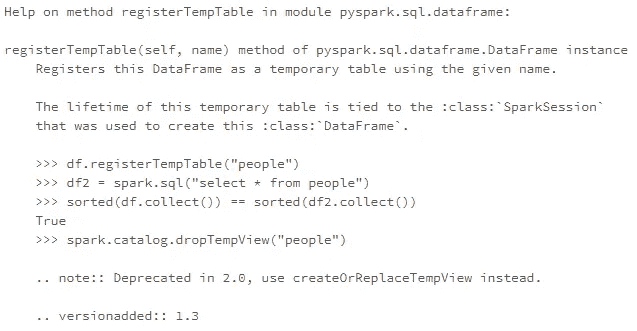 Help on method registerTempTable in module pyspark.sql.dataframe:
registerTempTable(self, name) method of pyspark.sql.dataframe.DataFrame instance
Registers this DataFrame as a temporary table using the given name.
The lifetime of this temporary table is tied to the :class:`SparkSession`
that was used to create this :class:`DataFrame`.
>>> df.registerTempTable("people")
>>> df2 = spark.sql("select * from people")
>>> sorted(df.collect()) == sorted(df2.collect())
True
>>> spark.catalog.dropTempView("people")
.. note:: Deprecated in 2.0, use createOrReplaceTempView instead.
.. versionadded:: 1.3